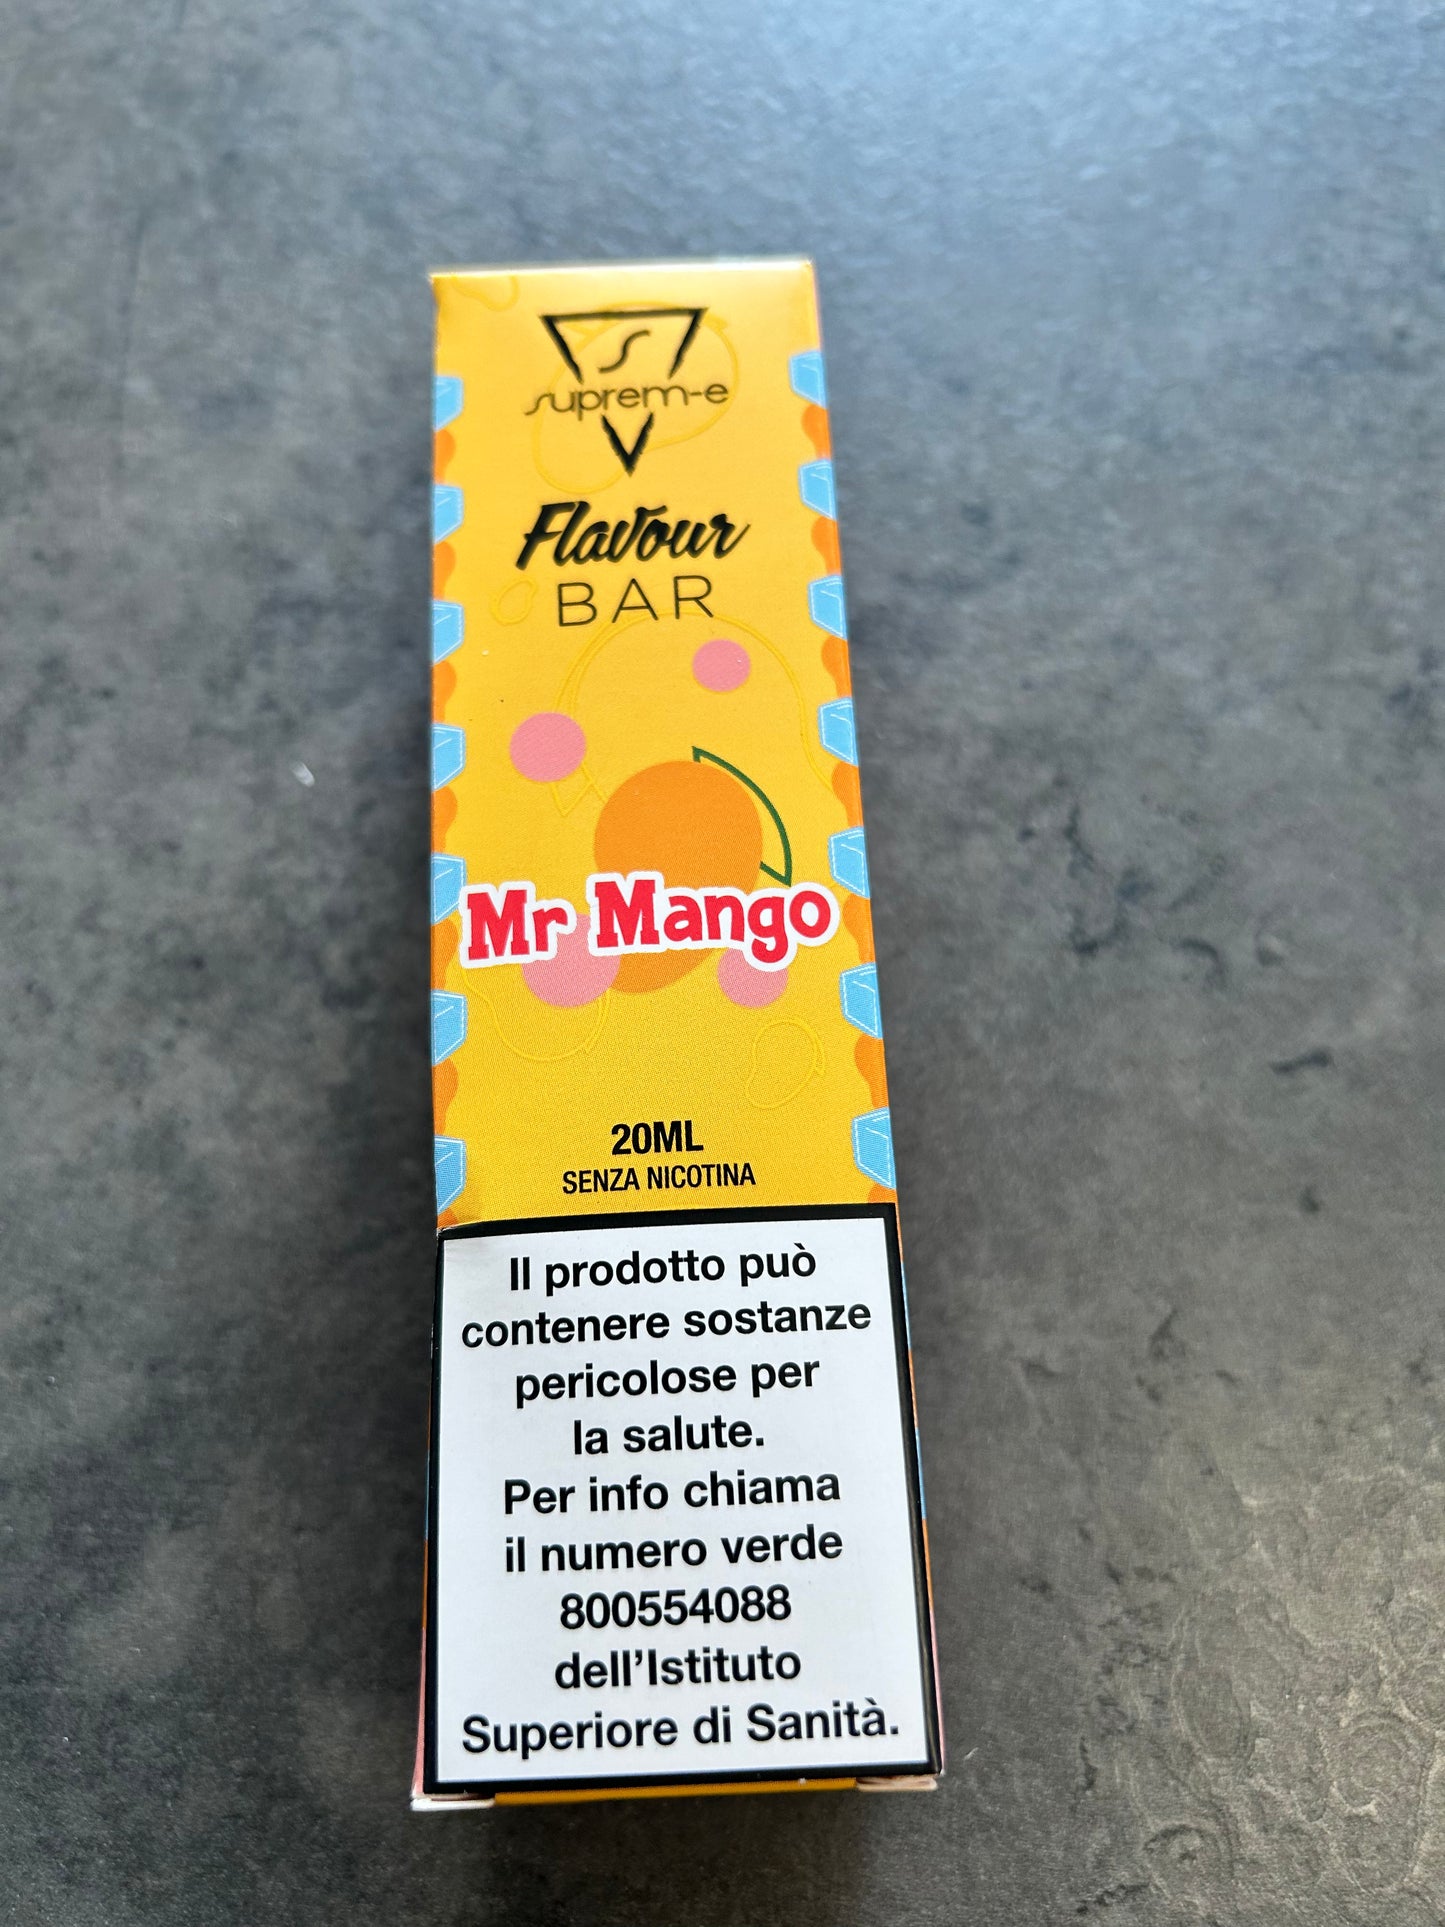 S
suprem-e
Flavour
BAR
Mr Mango
20ML
SENZA NICOTINA
Il prodotto può
contenere sostanze
pericolose per
la salute.
Per info chiama
il numero verde
800554088
dell’Istituto
Superiore di Sanità.